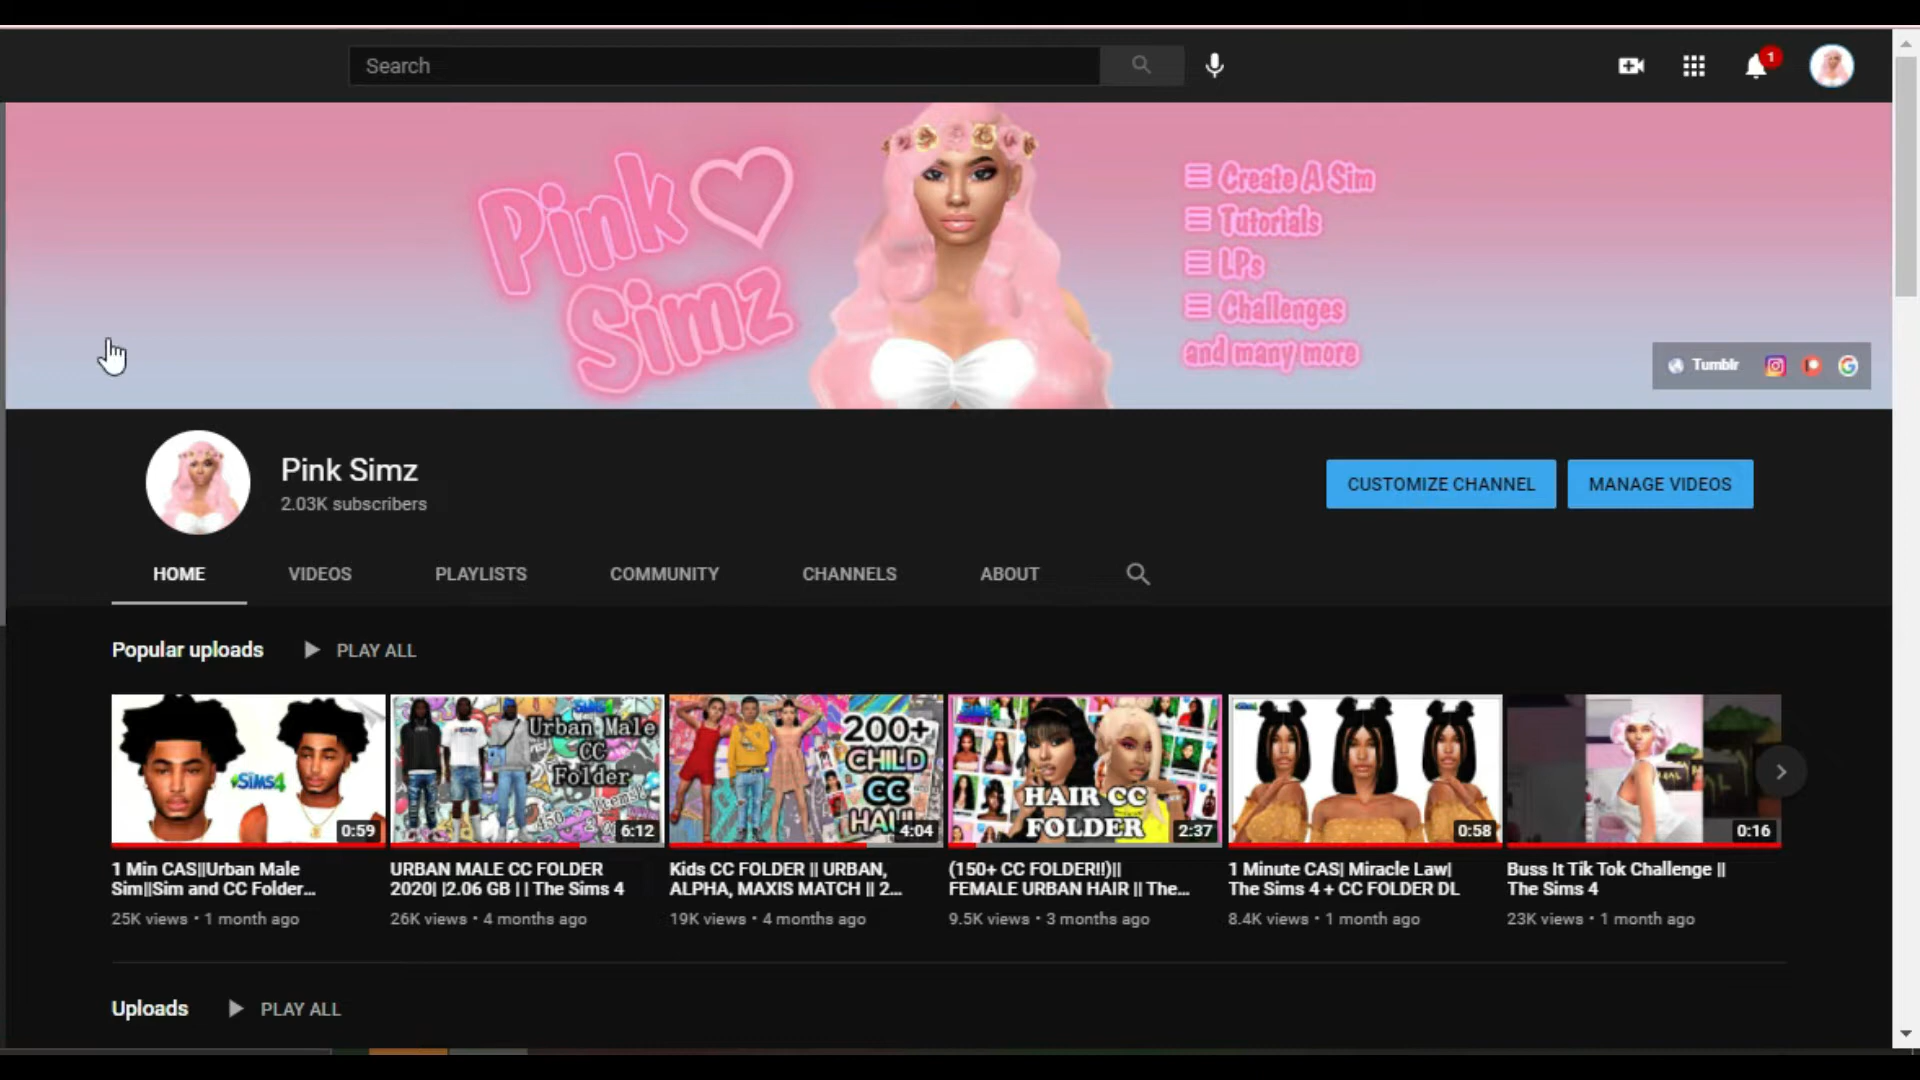 Search
1
Pink
Simz
Create A Sim
Tutorials
LPs
Challenges
and many more
Tumblr
Pink Simz
2.03K subscribers
CUSTOMIZE CHANNEL
MANAGE VIDEOS
HOME
VIDEOS
PLAYLISTS
COMMUNITY
CHANNELS
ABOUT
Popular uploads
PLAY ALL
SIMS4
0:59
Urban Male
CC
Folder
6:12
200+
CHILD
CC
4:04
HAIR CC
FOLDER
2:37
0:58
0:16
1 Min CAS||Urban Male
Sim||Sim and CC Folder...
25K views • 1 month ago
URBAN MALE CC FOLDER
2020| |2.06 GB | | The Sims 4
26K views • 4 months ago
Kids CC FOLDER || URBAN,
ALPHA, MAXIS MATCH || 2...
19K views • 4 months ago
(150+ CC FOLDER!!)||
FEMALE URBAN HAIR || The...
9.5K views • 3 months ago
1 Minute CAS| Miracle Law|
The Sims 4 + CC FOLDER DL
8.4K views • 1 month ago
Buss It Tik Tok Challenge ||
The Sims 4
23K views • 1 month ago
Uploads
PLAY ALL